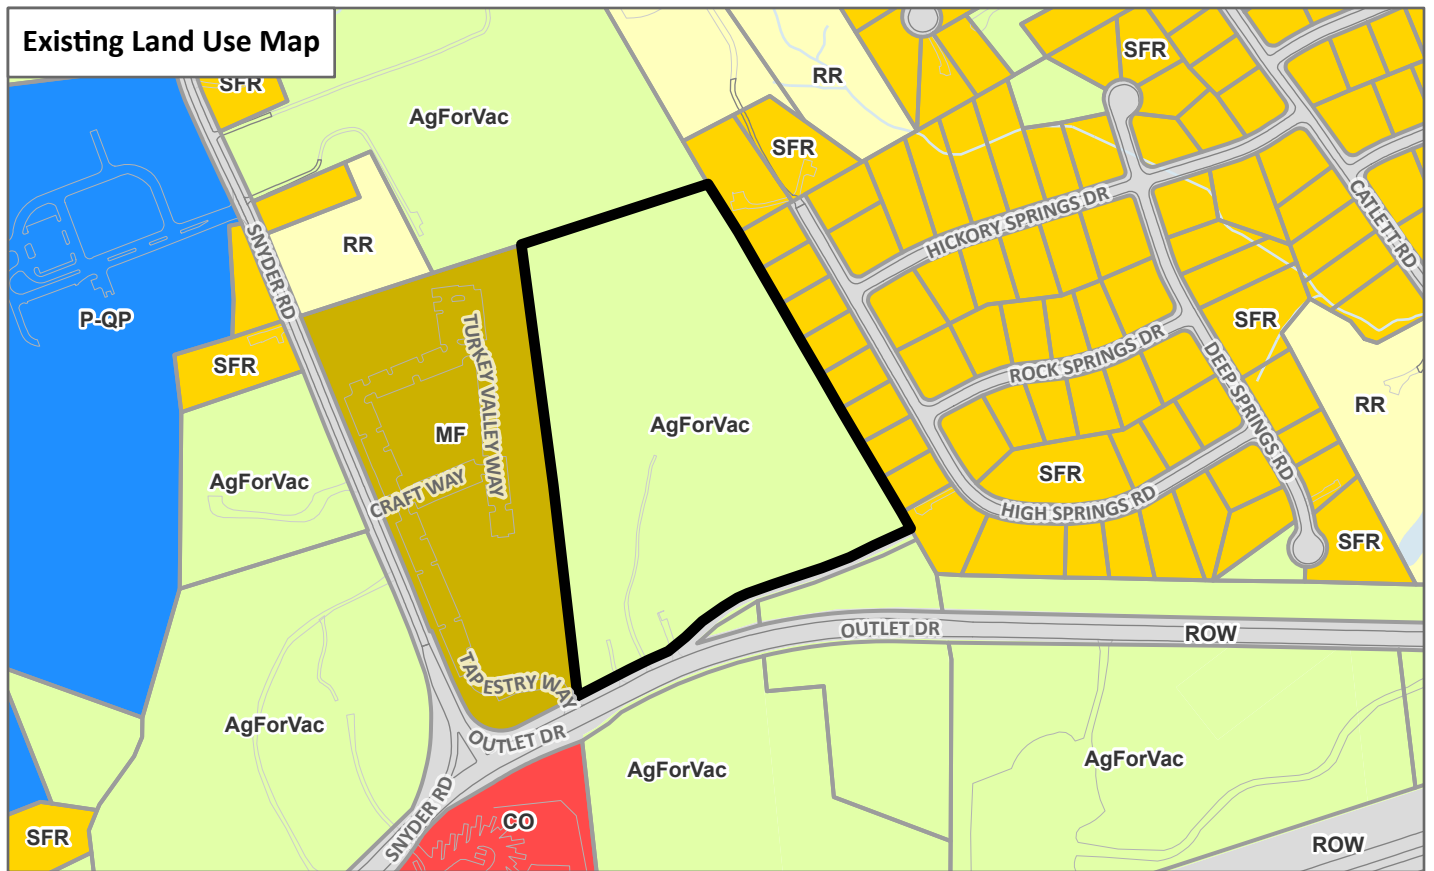 Existing Land Use Map
SFR
AgForVac
RR
SFR
SFR
RR
SNYDER RD
P-QP
SFR
HICKORY SPRINGS DR
CATLETT RD
TURKEY VALLEY WAY
SFR
ROCK SPRINGS DR
DEEP SPRINGS RD
RR
MF
AgForVac
AgForVac
CRAFT WAY
SFR
HIGH SPRINGS RD
SFR
OUTLET DR
ROW
TAPESTRY WAY
AgForVac
OUTLET DR
AgForVac
AgForVac
SNYDER RD
CO
SFR
ROW